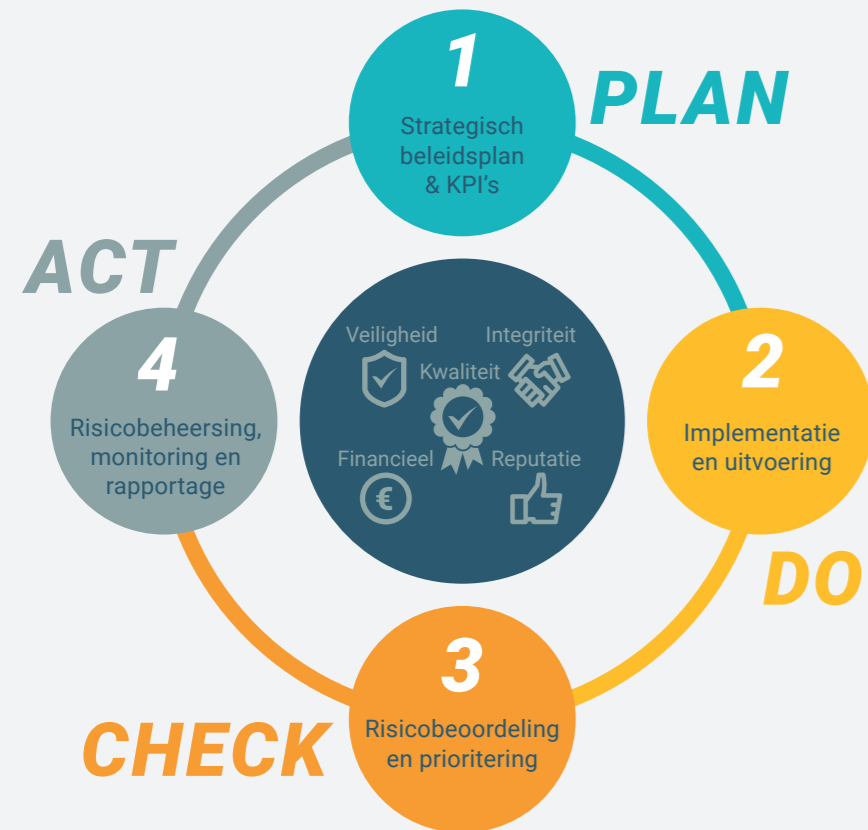 1
Strategisch
beleidsplan
& KPI's
PLAN
2
Implementatie
en uitvoering
DO
3
Risicobeoordeling
en prioritering
CHECK
4
Risicobeheersing,
monitoring en
rapportage
ACT
Veiligheid
Integriteit
Kwaliteit
Financieel
€
Reputatie